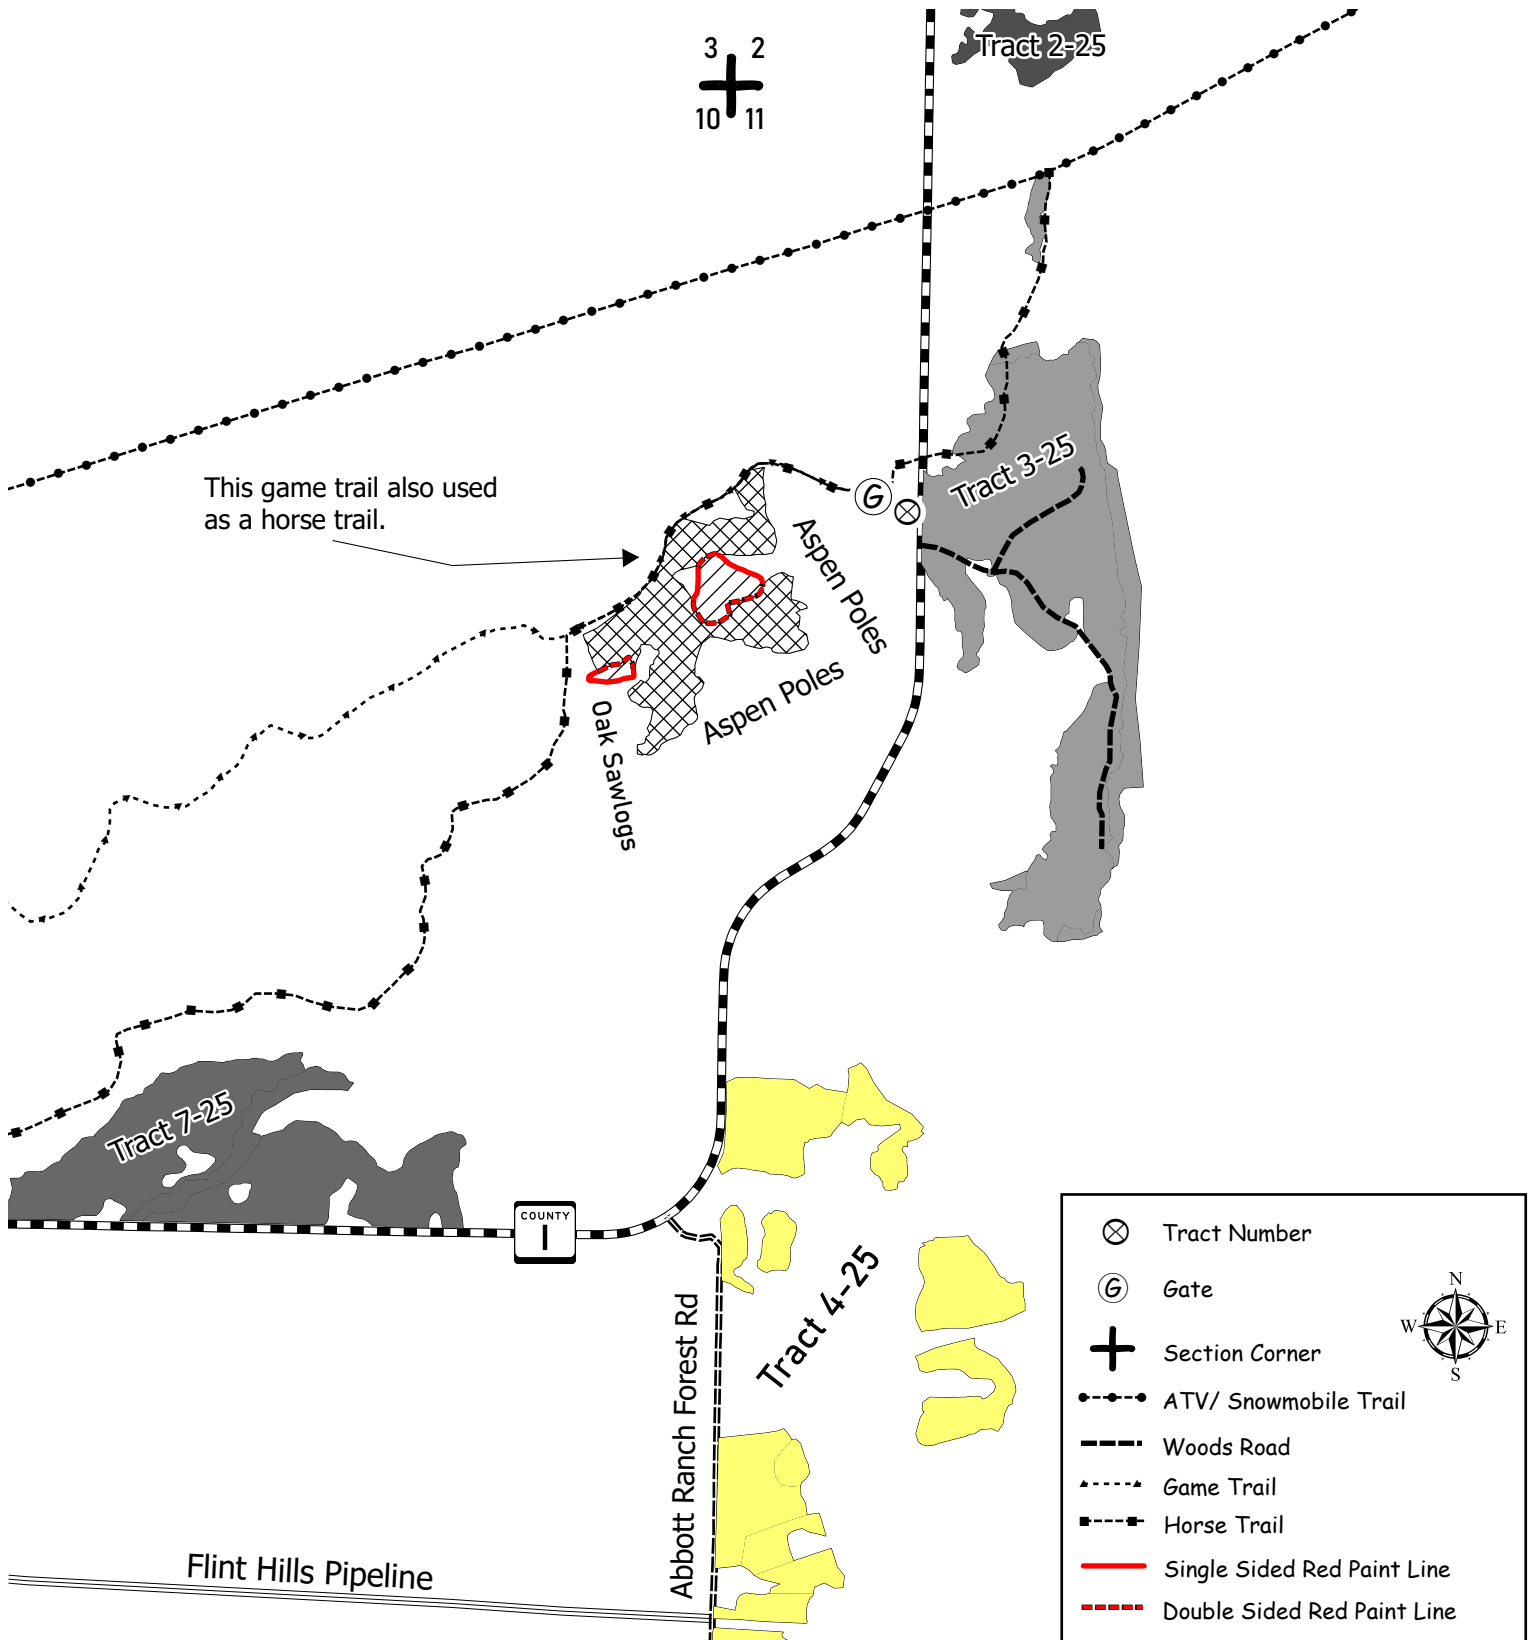 Tract 2-25
3 2
10 11
This game trail also used
as a horse trail.
G
Tract 3-25
Aspen Poles
Aspen Poles
Oak Sawlogs
Tract 7-25
COUNTY
I
Tract 4-25
Abbott Ranch Forest Rd
Flint Hills Pipeline
Tract Number
G Gate
N
W E
S
Section Corner
ATV/ Snowmobile Trail
Woods Road
Game Trail
Horse Trail
Single Sided Red Paint Line
Double Sided Red Paint Line